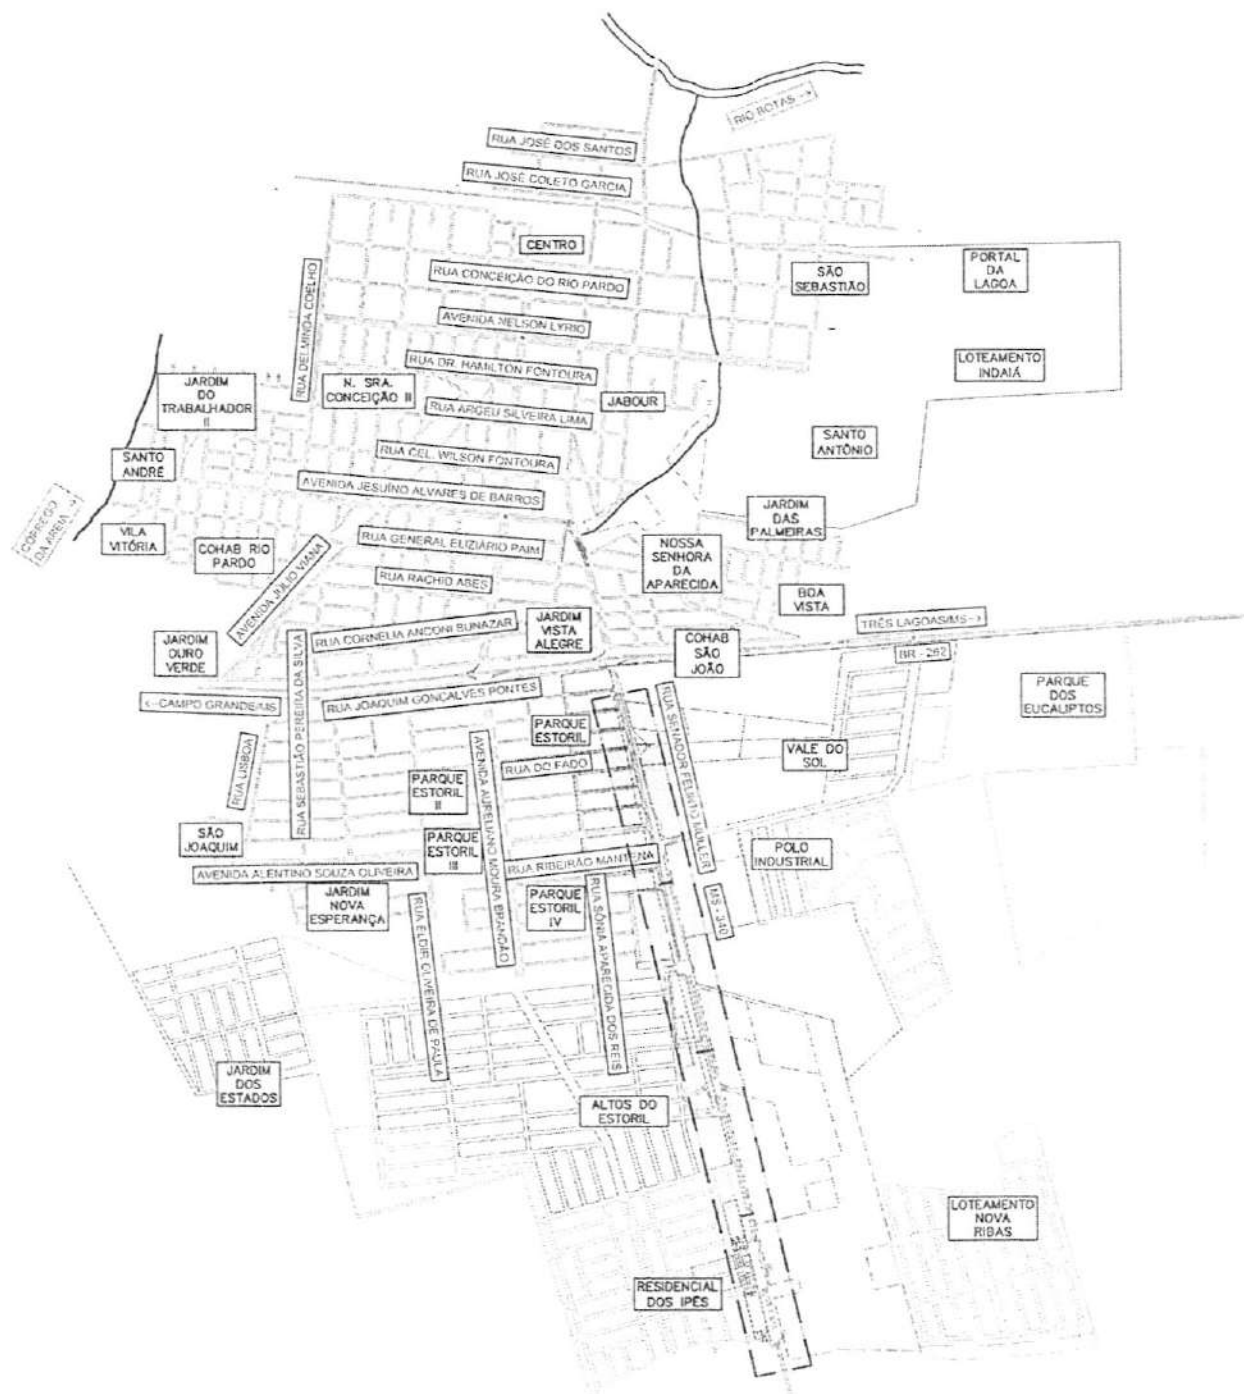 RIO BOTAS -->
RUA JOSÉ DOS SANTOS
RUA JOSÉ COLETO GARCIA
CENTRO
RUA CONCEIÇÃO DO RIO PARDO
SÃO
SEBASTIÃO
PORTAL
DA
LAGOA
AVENIDA NELSON LYRIO
RUA DELMINDA COELHO
RUA DR. HAMILTON FONTOURA
LOTEAMENTO
INDAIÁ
JARDIM
DO
TRABALHADOR
II
N. SRA.
CONCEIÇÃO II
JABOUR
RUA ARGEU SILVEIRA LIMA
SANTO
ANTÔNIO
SANTO
ANDRÉ
RUA CEL. WILSON FONTOURA
AVENIDA JESUÍNO ALVARES DE BARROS
CÓRREGO
DA AREIA -->
JARDIM
DAS
PALMEIRAS
VILA
VITÓRIA
COHAB RIO
PARDO
RUA GENERAL ELIZIÁRIO PAIM
NOSSA
SENHORA
DA
APARECIDA
RUA RACHID ABES
AVENIDA JÚLIO VIANA
BOA
VISTA
RUA CORNELIA ANCONI BUNAZAR
JARDIM
VISTA
ALEGRE
TRÊS LAGOAS/MS-->
JARDIM
OURO
VERDE
COHAB
SÃO
JOÃO
BR - 262
<--CAMPO GRANDE/MS
RUA SEBASTIÃO PEREIRA DA SILVA
RUA JOAQUIM GONÇALVES PONTES
PARQUE
DOS
EUCALIPTOS
PARQUE
ESTORIL
RUA SENADOR FELINTO MULLER
VALE DO
SOL
RUA LISBOA
RUA DO FADO
PARQUE
ESTORIL
II
AVENIDA AURELIANO MOURA BRANDÃO
SÃO
JOAQUIM
PARQUE
ESTORIL
III
POLO
INDUSTRIAL
AVENIDA ALENTINO SOUZA OLIVEIRA
RUA RIBEIRÃO MANTENA
JARDIM
NOVA
ESPERANÇA
PARQUE
ESTORIL
IV
MS - 340
RUA ELDIR OLIVEIRA DE PAULA
RUA SÔNIA APARECIDA DOS REIS
JARDIM
DOS
ESTADOS
ALTOS DO
ESTORIL
LOTEAMENTO
NOVA
RIBAS
RESIDENCIAL
DOS IPÊS